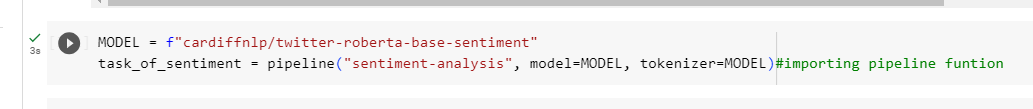 3s
MODEL = f"cardiffnlp/twitter-roberta-base-sentiment"
task_of_sentiment = pipeline("sentiment-analysis", model=MODEL, tokenizer=MODEL)#importing pipeline funtion